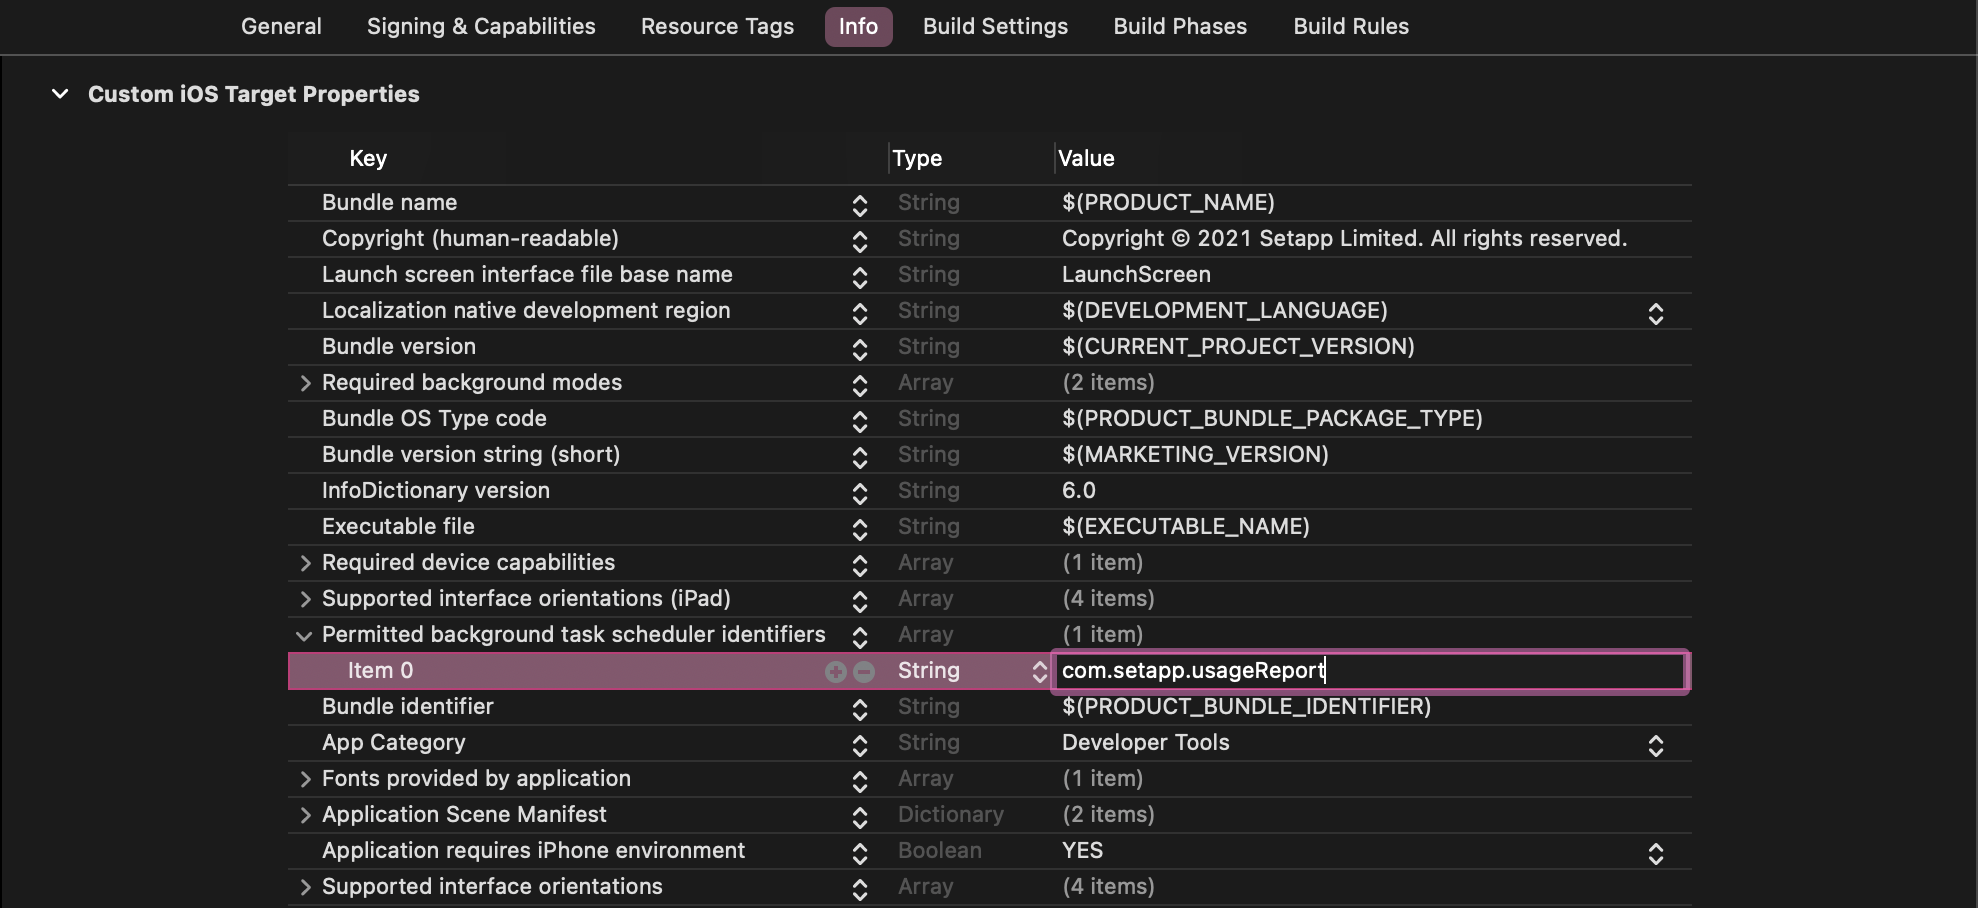 General Signing & Capabilities Resource Tags Info Build Settings Build Phases Build Rules
Custom iOS Target Properties
Key Type Value
Bundle name String $(PRODUCT_NAME)
Copyright (human-readable) String Copyright © 2021 Setapp Limited. All rights reserved.
Launch screen interface file base name String LaunchScreen
Localization native development region String $(DEVELOPMENT_LANGUAGE)
Bundle version String $(CURRENT_PROJECT_VERSION)
Required background modes Array (2 items)
Bundle OS Type code String $(PRODUCT_BUNDLE_PACKAGE_TYPE)
Bundle version string (short) String $(MARKETING_VERSION)
InfoDictionary version String 6.0
Executable file String $(EXECUTABLE_NAME)
Required device capabilities Array (1 item)
Supported interface orientations (iPad) Array (4 items)
Permitted background task scheduler identifiers Array (1 item)
Item 0 String com.setapp.usageReport
Bundle identifier String $(PRODUCT_BUNDLE_IDENTIFIER)
App Category String Developer Tools
Fonts provided by application Array (1 item)
Application Scene Manifest Dictionary (2 items)
Application requires iPhone environment Boolean YES
Supported interface orientations Array (4 items)